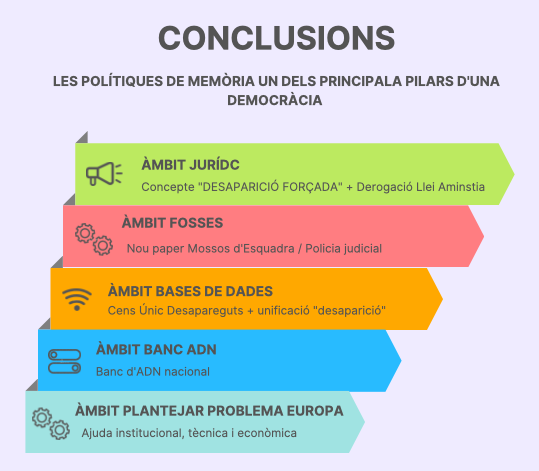 CONCLUSIONS
LES POLÍTIQUES DE MEMÒRIA UN DELS PRINCIPALA PILARS D'UNA
DEMOCRÀCIA
ÀMBIT JURÍDC
Concepte "DESAPARICIÓ FORÇADA" + Derogació Llei Aminstia
ÀMBIT FOSSES
Nou paper Mossos d'Esquadra / Policia judicial
ÀMBIT BASES DE DADES
Cens Únic Desapareguts + unificació "desaparició"
ÀMBIT BANC ADN
Banc d'ADN nacional
ÀMBIT PLANTEJAR PROBLEMA EUROPA
Ajuda institucional, tècnica i econòmica